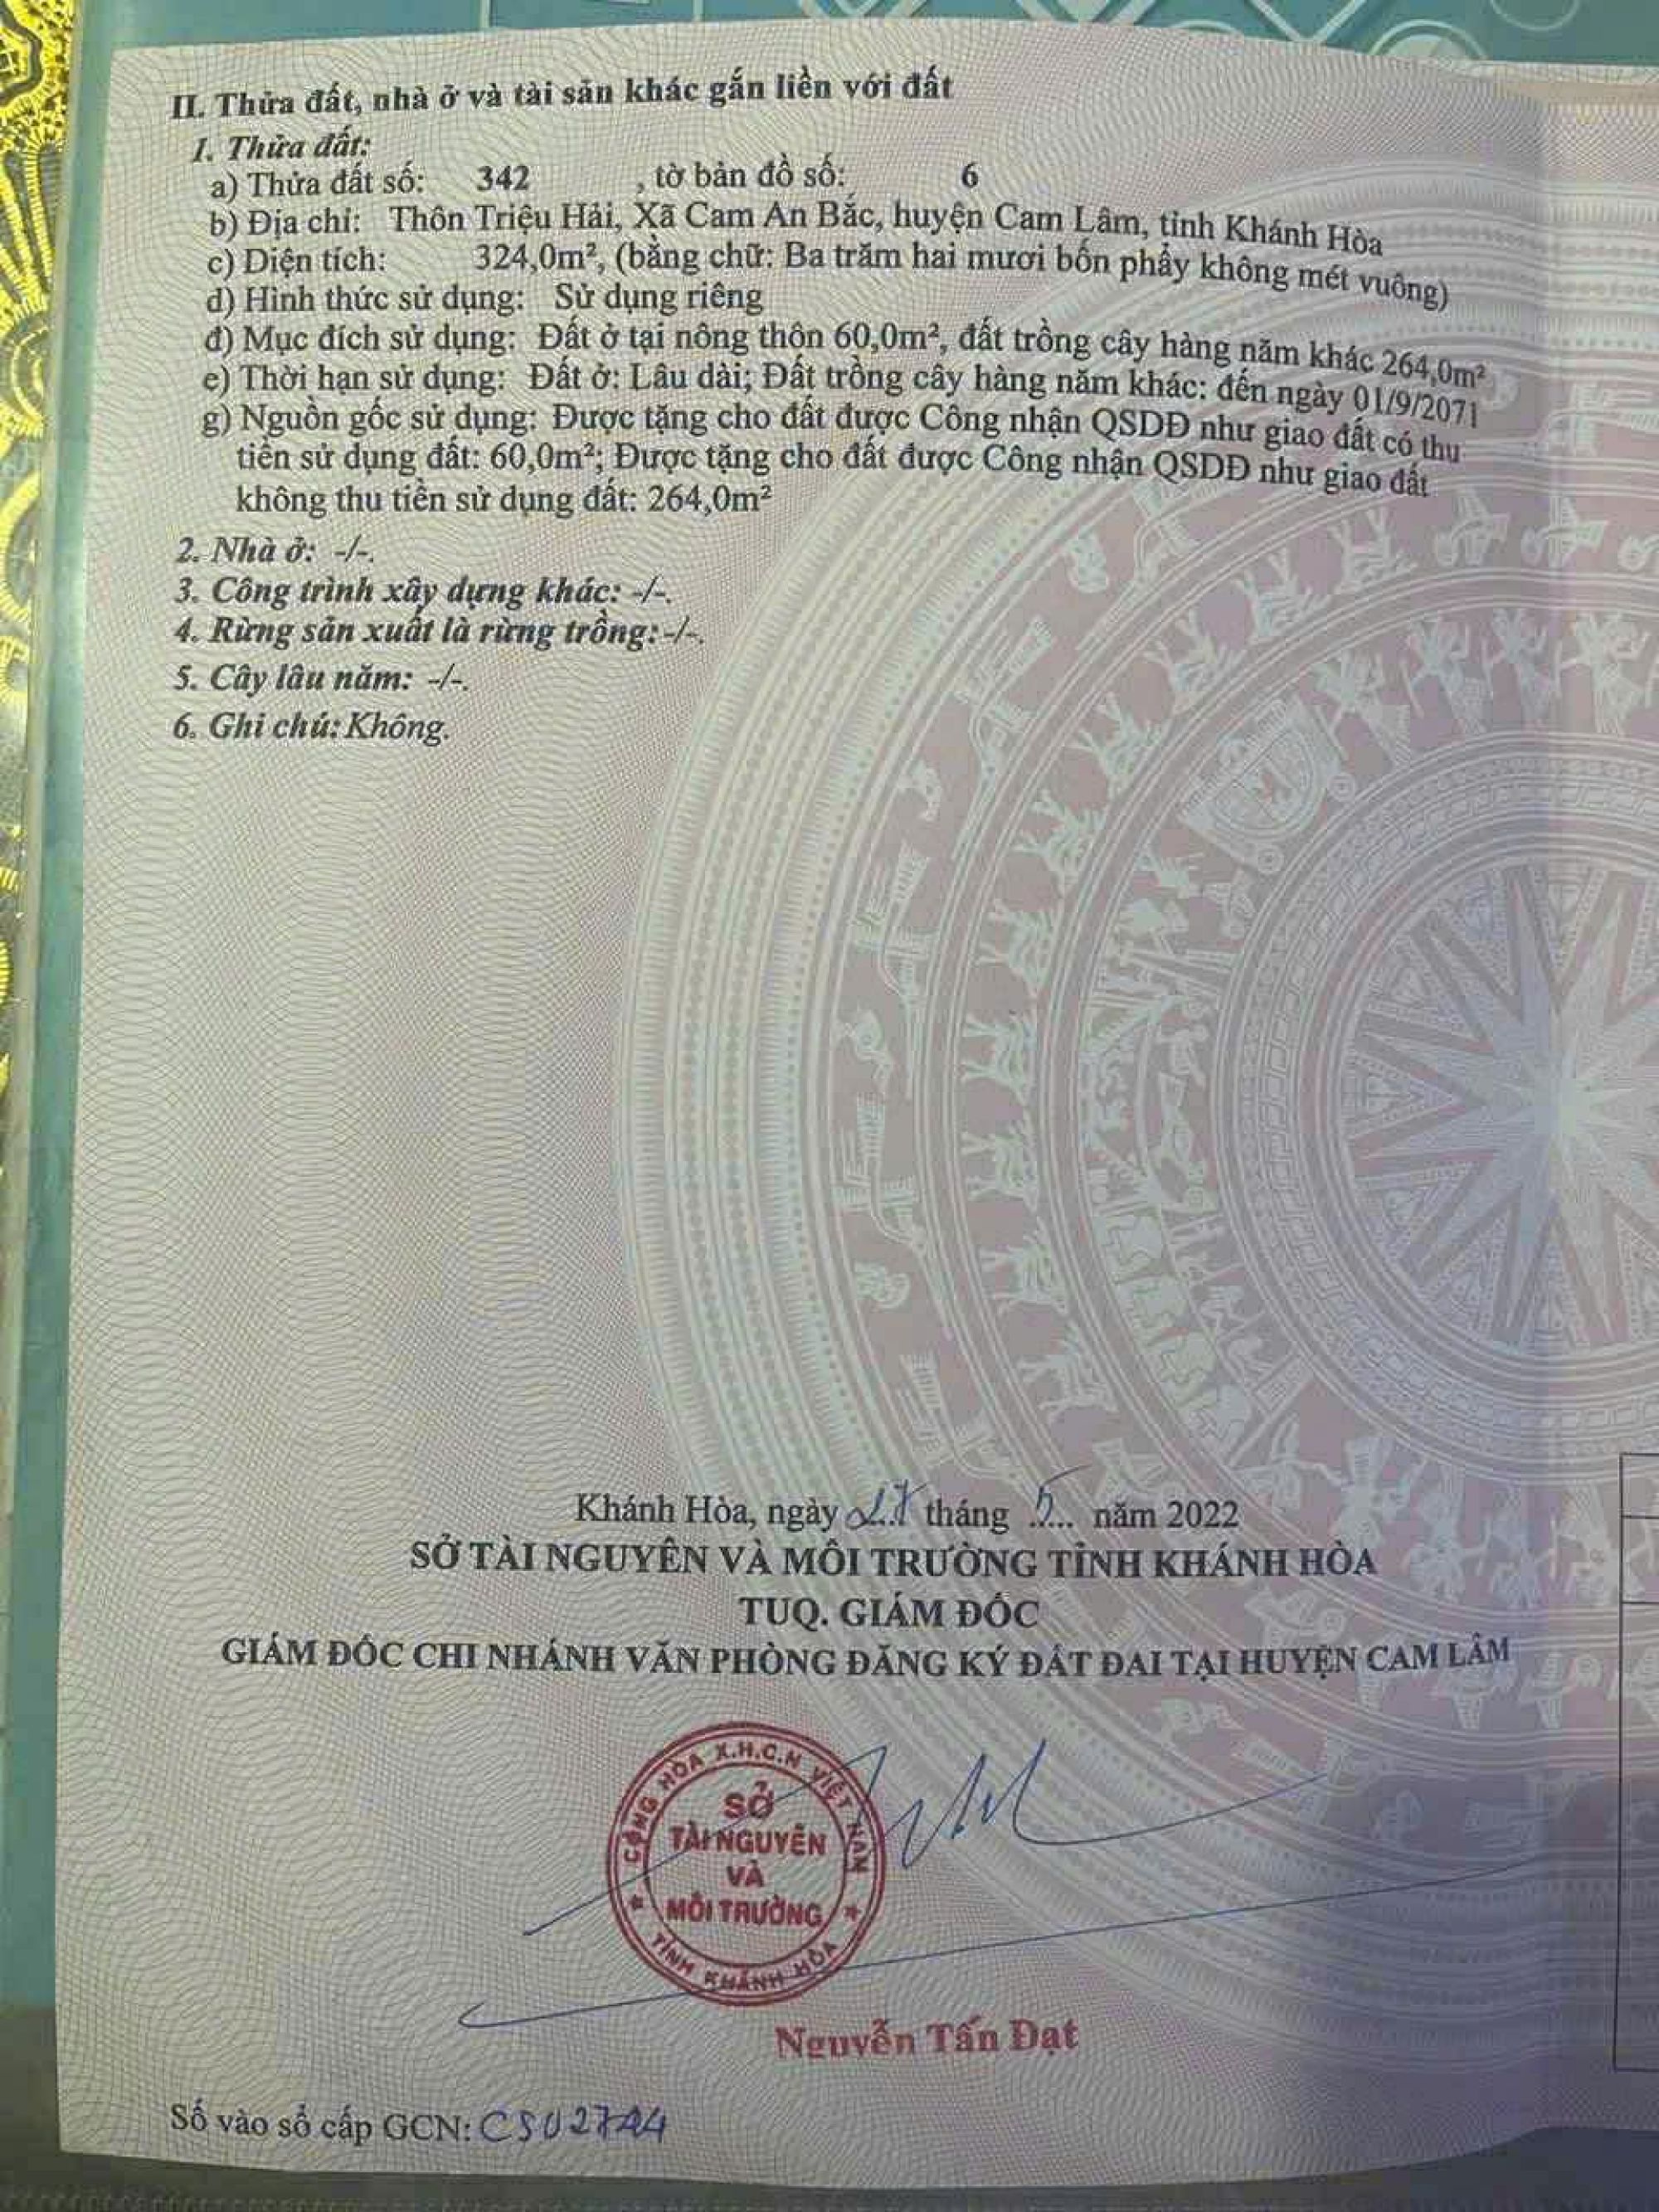 II. Thửa đất, nhà ở và tài sản khác gắn liền với đất
1. Thửa đất:
a) Thửa đất số: 342 , tờ bản đồ số: 6
b) Địa chỉ: Thôn Triệu Hải, Xã Cam An Bắc, huyện Cam Lâm, tỉnh Khánh Hòa
c) Diện tích: 324,0m², (bằng chữ: Ba trăm hai mươi bốn phẩy không mét vuông)
d) Hình thức sử dụng: Sử dụng riêng
đ) Mục đích sử dụng: Đất ở tại nông thôn 60,0m², đất trồng cây hàng năm khác 264,0m²
e) Thời hạn sử dụng: Đất ở: Lâu dài; Đất trồng cây hàng năm khác: đến ngày 01/9/2071
g) Nguồn gốc sử dụng: Được tặng cho đất được Công nhận QSDĐ như giao đất có thu
tiền sử dụng đất: 60,0m²; Được tặng cho đất được Công nhận QSDĐ như giao đất
không thu tiền sử dụng đất: 264,0m²
2. Nhà ở: -/-.
3. Công trình xây dựng khác: -/-.
4. Rừng sản xuất là rừng trồng: -/-.
5. Cây lâu năm: -/-.
6. Ghi chú: Không.
Khánh Hòa, ngày 27 tháng 5 năm 2022
SỞ TÀI NGUYÊN VÀ MÔI TRƯỜNG TỈNH KHÁNH HÒA
TUQ. GIÁM ĐỐC
GIÁM ĐỐC CHI NHÁNH VĂN PHÒNG ĐĂNG KÝ ĐẤT ĐAI TẠI HUYỆN CAM LÂM
CỘNG HÒA X.H.C.N VIỆT NAM
SỞ
TÀI NGUYÊN
VÀ
MÔI TRƯỜNG
TỈNH KHÁNH HÒA
Nguyễn Tấn Đạt
Số vào sổ cấp GCN: